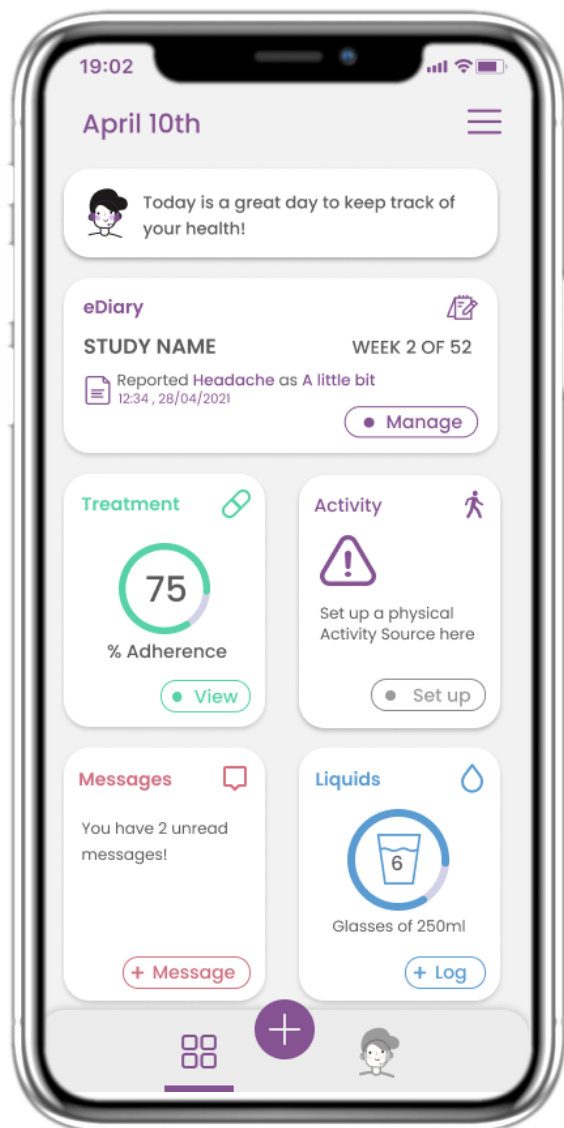 19:02
April 10th
Today is a great day to keep track of
your health!
eDiary
STUDY NAME
WEEK 2 OF 52
Reported Headache as A little bit
12:34 , 28/04/2021
Manage
Treatment
75
% Adherence
View
Activity
Set up a physical
Activity Source here
Set up
Messages
You have 2 unread
messages!
+ Message
Liquids
6
Glasses of 250ml
+ Log